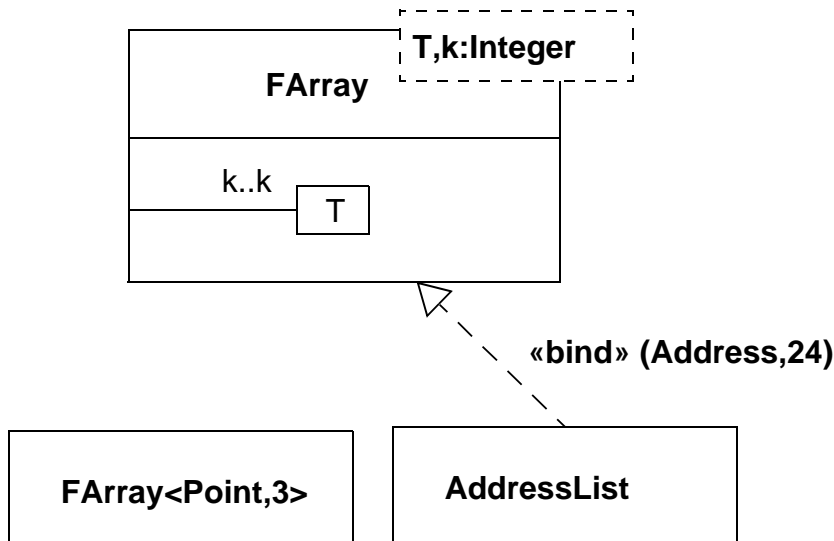 T,k:Integer
FArray
k..k
T
«bind» (Address,24)
FArray<Point,3>
AddressList